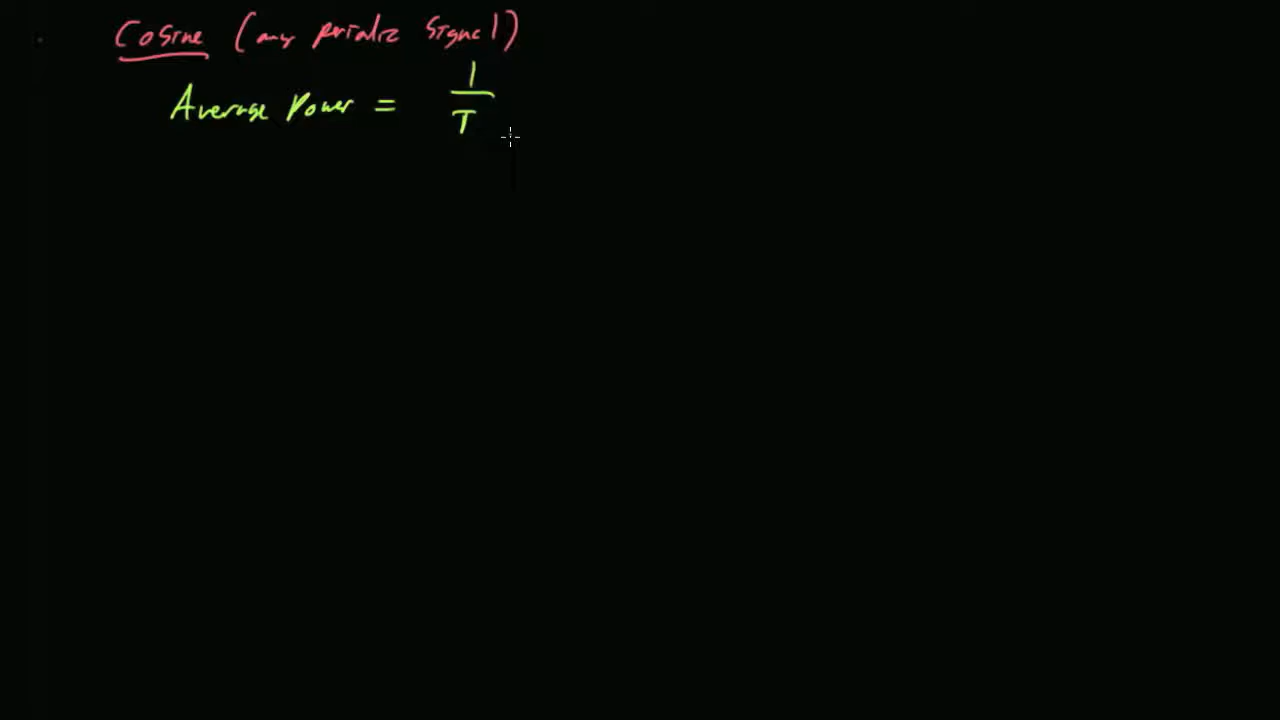 Cosine (any periodic signal)
Average Power = 1/T